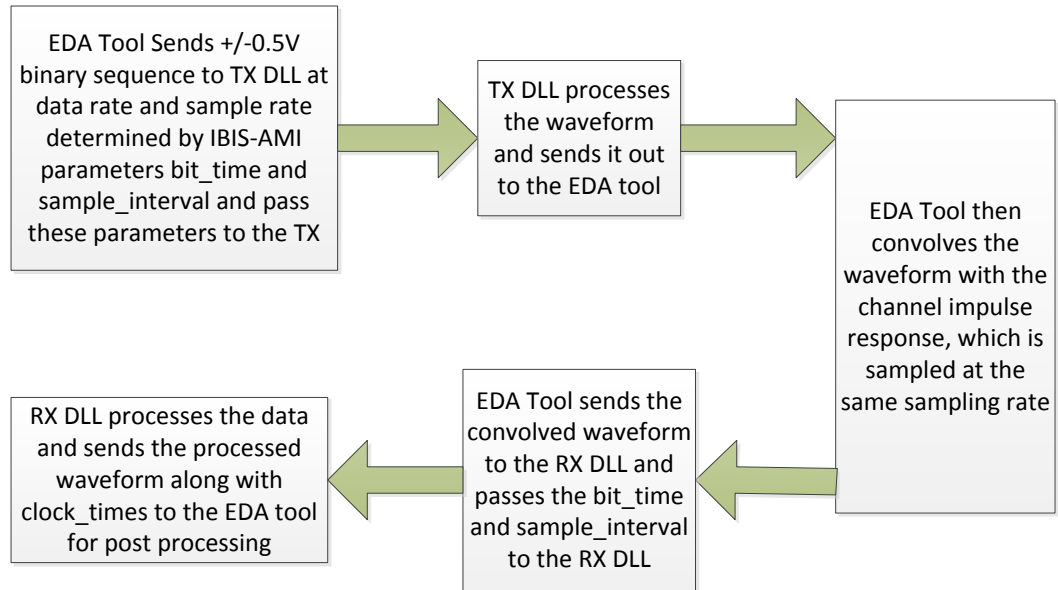 EDA Tool Sends +/-0.5V
binary sequence to TX DLL at
data rate and sample rate
determined by IBIS-AMI
parameters bit_time and
sample_interval and pass
these parameters to the TX
TX DLL processes
the waveform
and sends it out
to the EDA tool
EDA Tool then
convolves the
waveform with the
channel impulse
response, which is
sampled at the
same sampling rate
EDA Tool sends the
convolved waveform
to the RX DLL and
passes the bit_time
and sample_interval
to the RX DLL
RX DLL processes the data
and sends the processed
waveform along with
clock_times to the EDA tool
for post processing